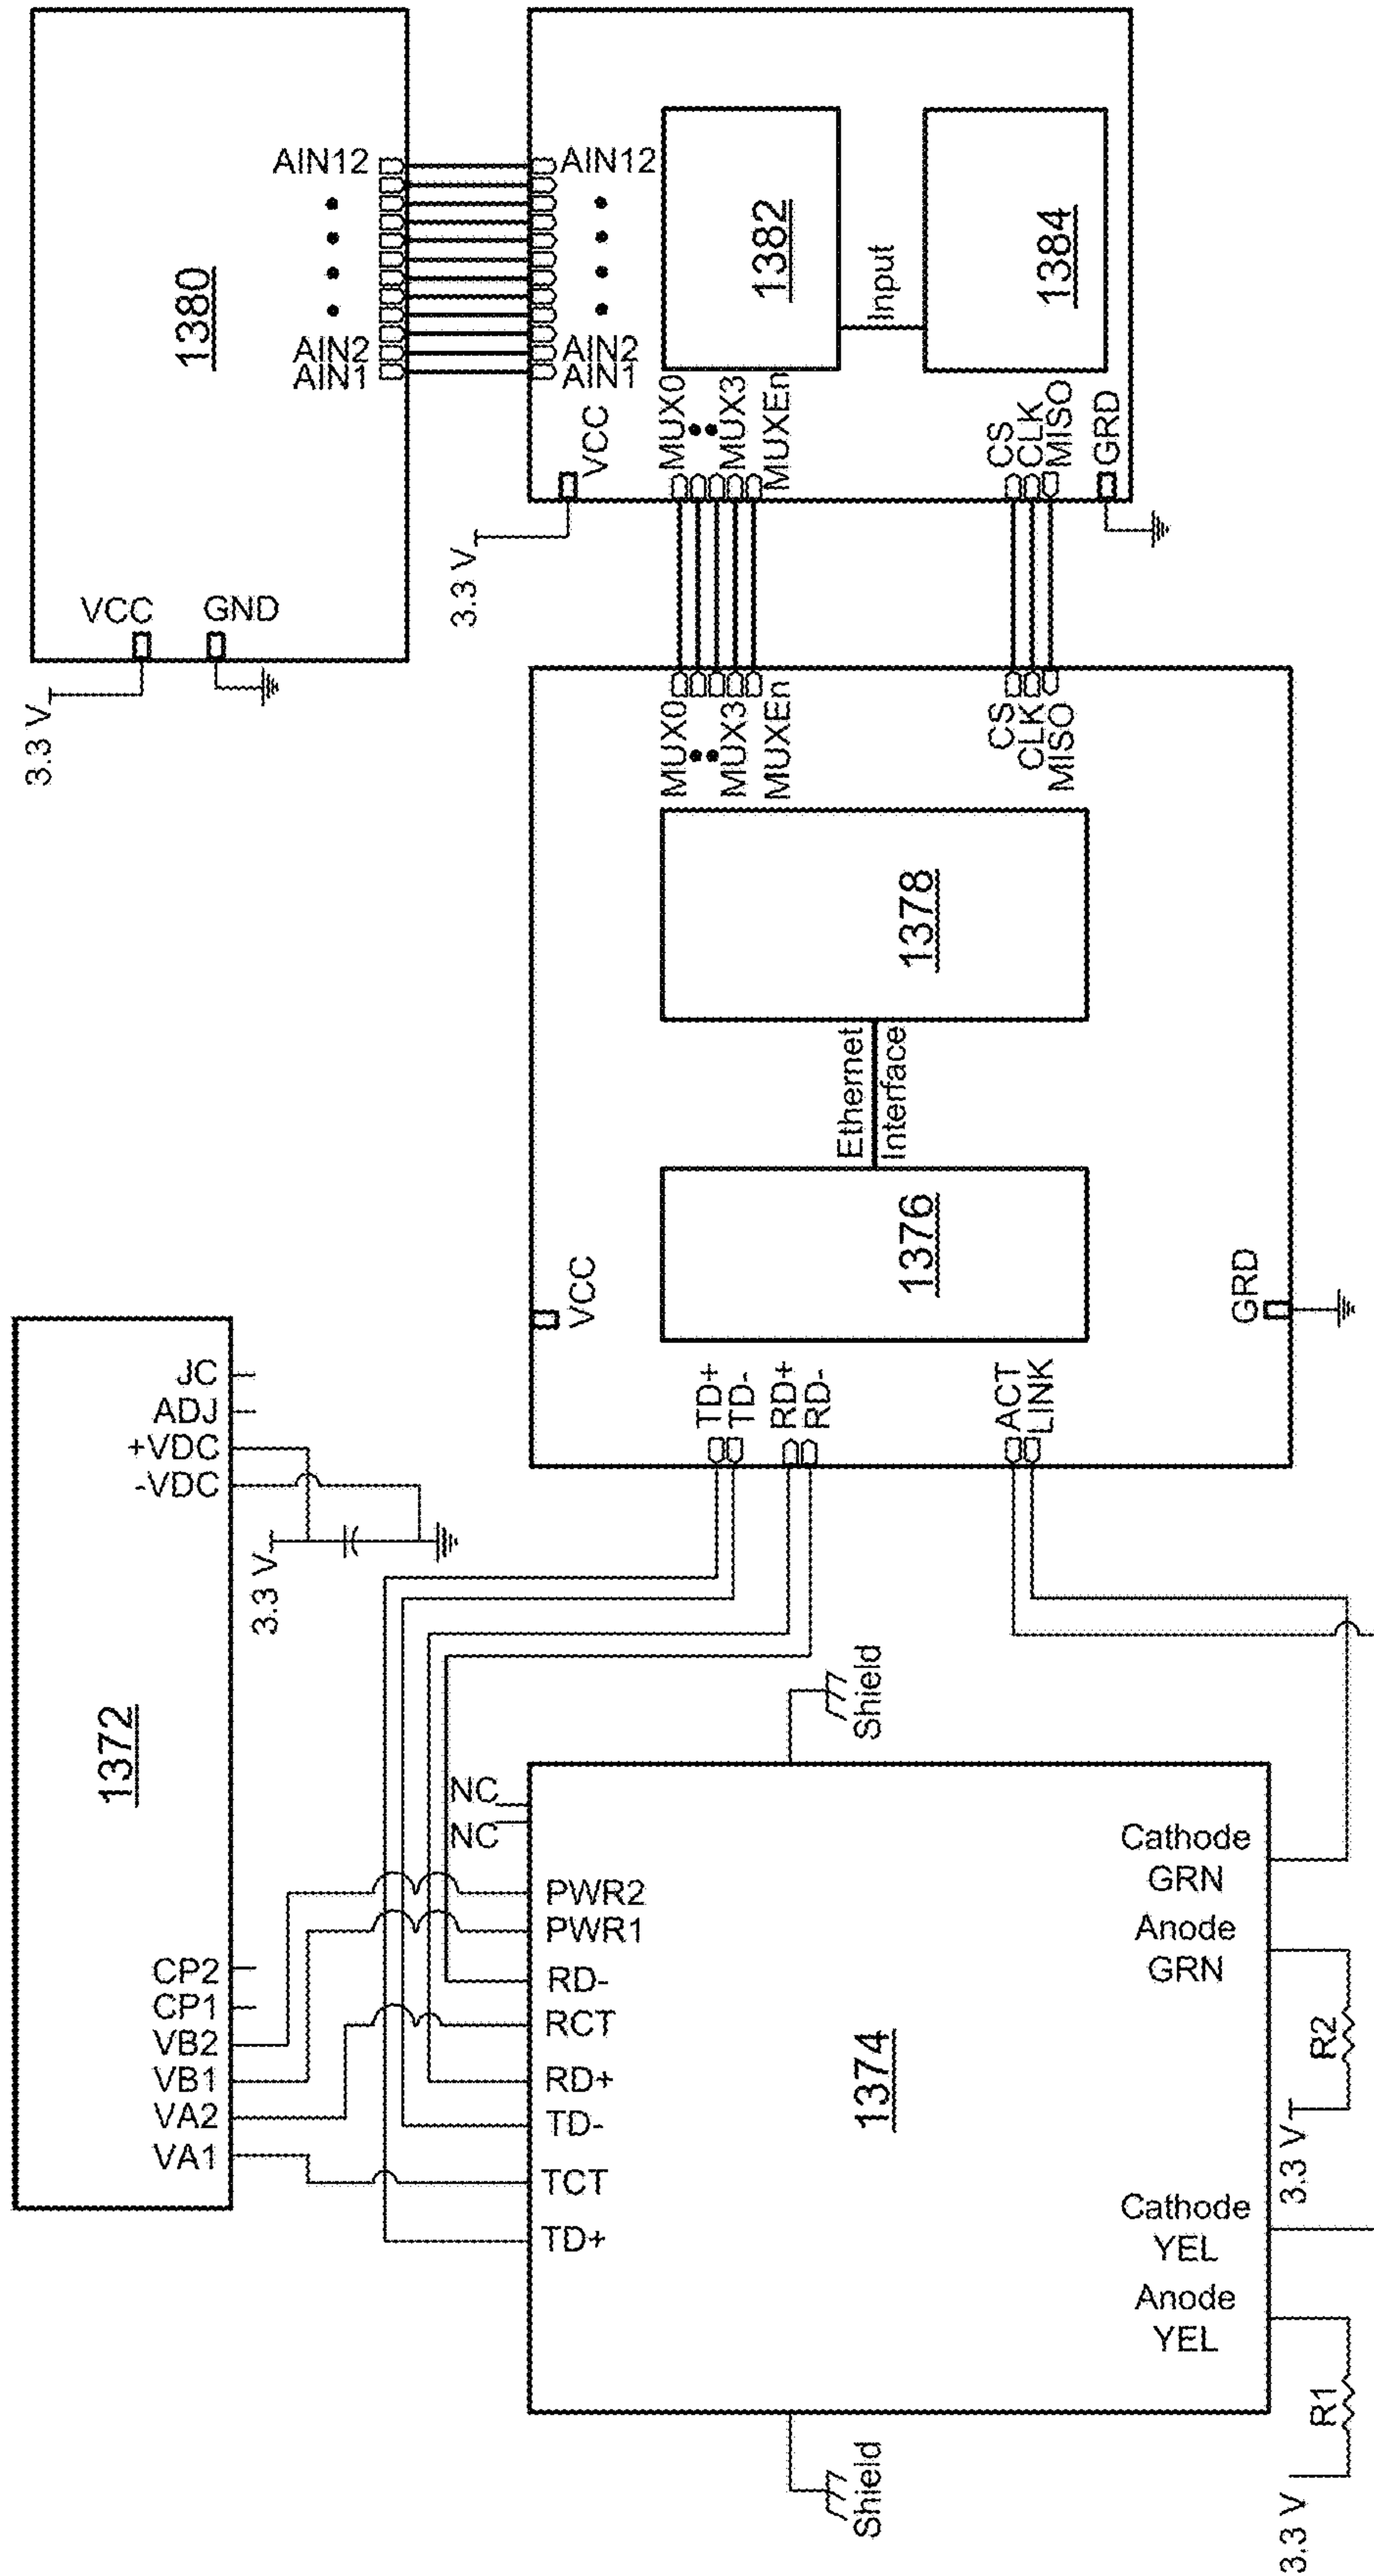 1372
VA1
VA2
VB1
VB2
CP1
CP2
-VDC
+VDC
ADJ
JC
3.3 V
3.3 V
VCC
GND
1380
AIN1
AIN2
AIN12
NC
NC
TD+
TCT
TD-
RD+
RCT
RD-
PWR1
PWR2
1374
Shield
Shield
Anode
YEL
Cathode
YEL
Anode
GRN
Cathode
GRN
3.3 V
R1
3.3 V
R2
VCC
TD+
TD-
RD+
RD-
ACT
LINK
1376
Ethernet
Interface
1378
GRD
MUX0
MUX3
MUXEn
CS
CLK
MISO
3.3 V
VCC
AIN1
AIN2
AIN12
MUX0
MUX3
MUXEn
1382
Input
1384
CS
CLK
MISO
GRD